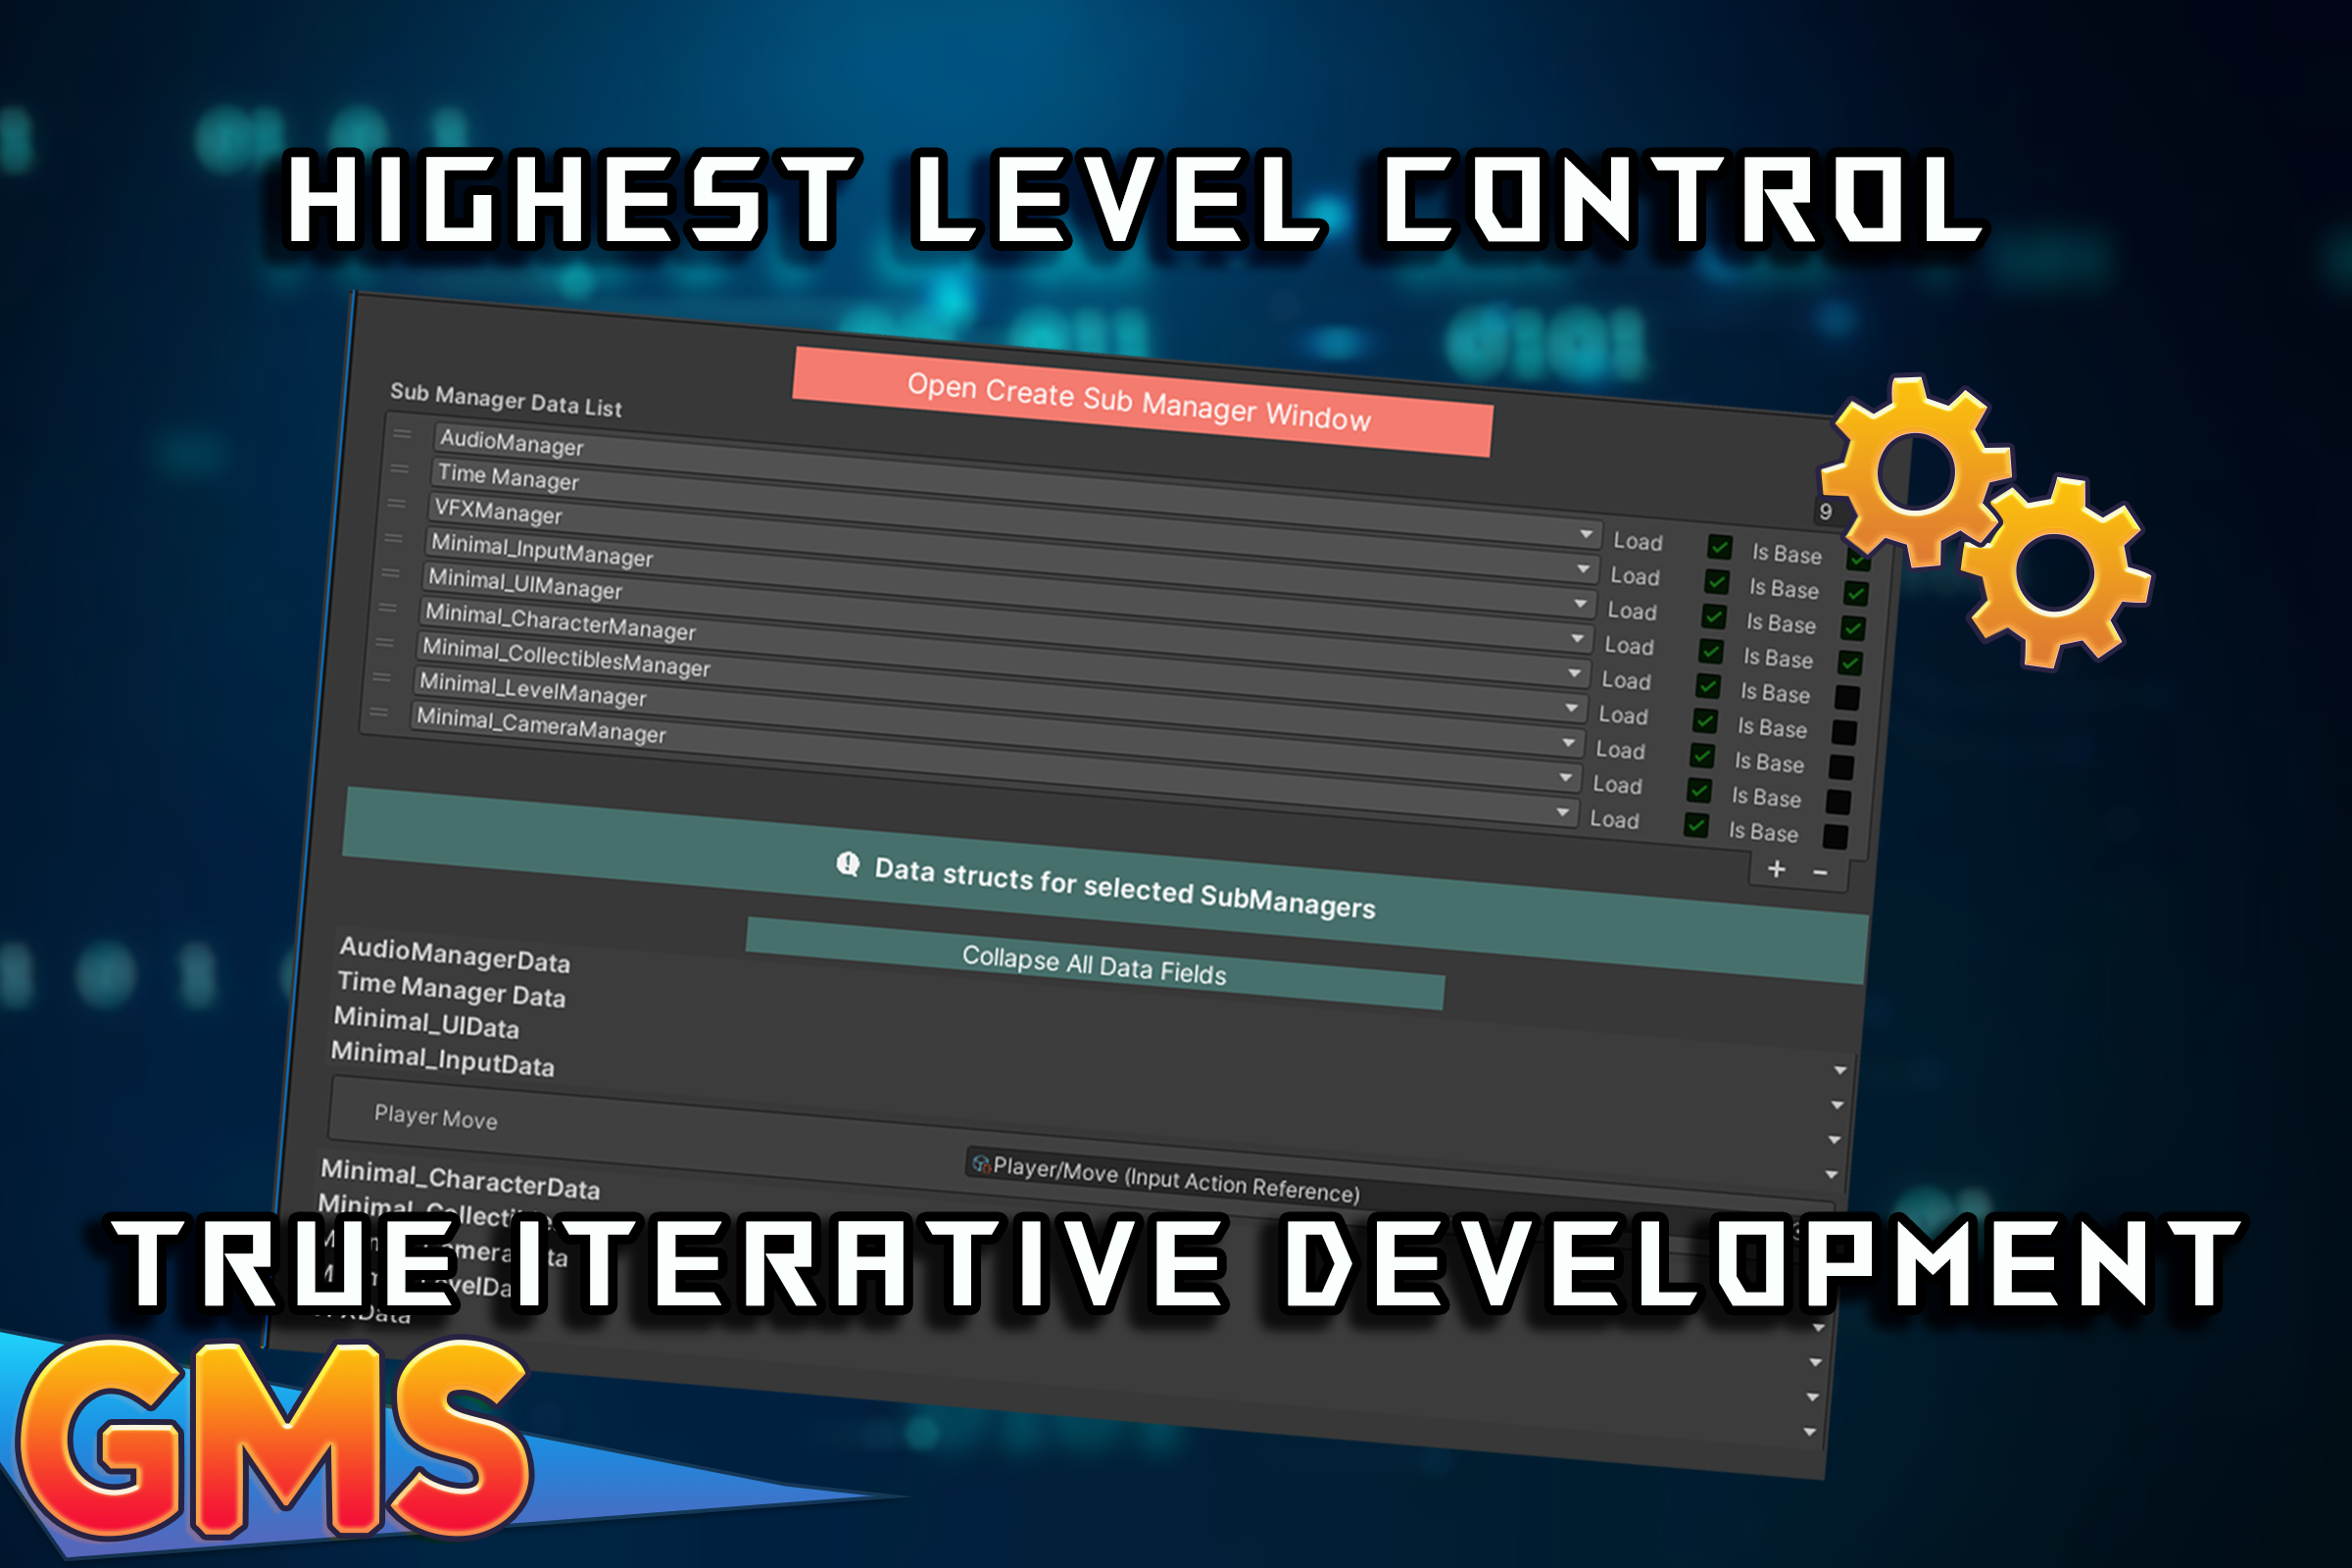 HIGHEST LEVEL CONTROL
Open Create Sub Manager Window
Sub Manager Data List
9
AudioManager Load Is Base
Time Manager Load Is Base
VFXManager Load Is Base
Minimal_InputManager Load Is Base
Minimal_UIManager Load Is Base
Minimal_CharacterManager Load Is Base
Minimal_CollectiblesManager Load Is Base
Minimal_LevelManager Load Is Base
Minimal_CameraManager Load Is Base
+ −
Data structs for selected SubManagers
Collapse All Data Fields
AudioManagerData
Time Manager Data
Minimal_UIData
Minimal_InputData
Player Move
Player/Move (Input Action Reference)
Minimal_CharacterData
TRUE ITERATIVE DEVELOPMENT
GMS